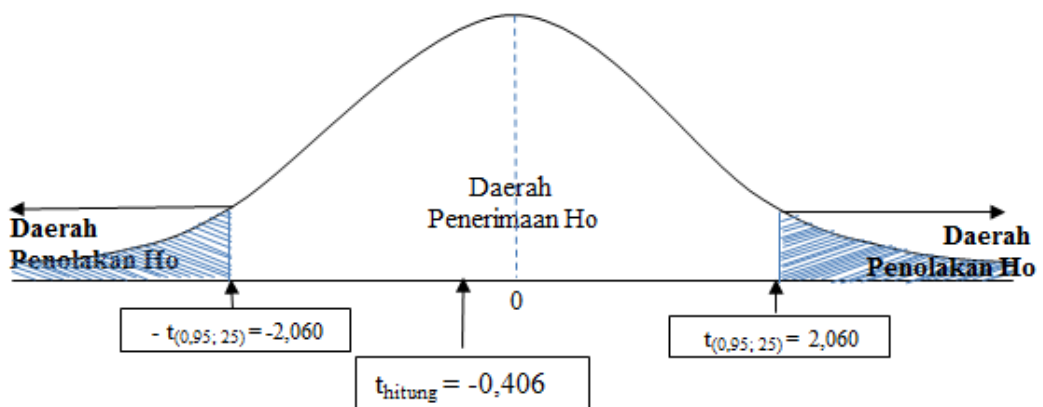 Daerah
Penerimaan Ho
Daerah
Penolakan Ho
Daerah
Penolakan Ho
0
- t(0,95; 25) = -2,060
t(0,95; 25) = 2,060
thitung = -0,406